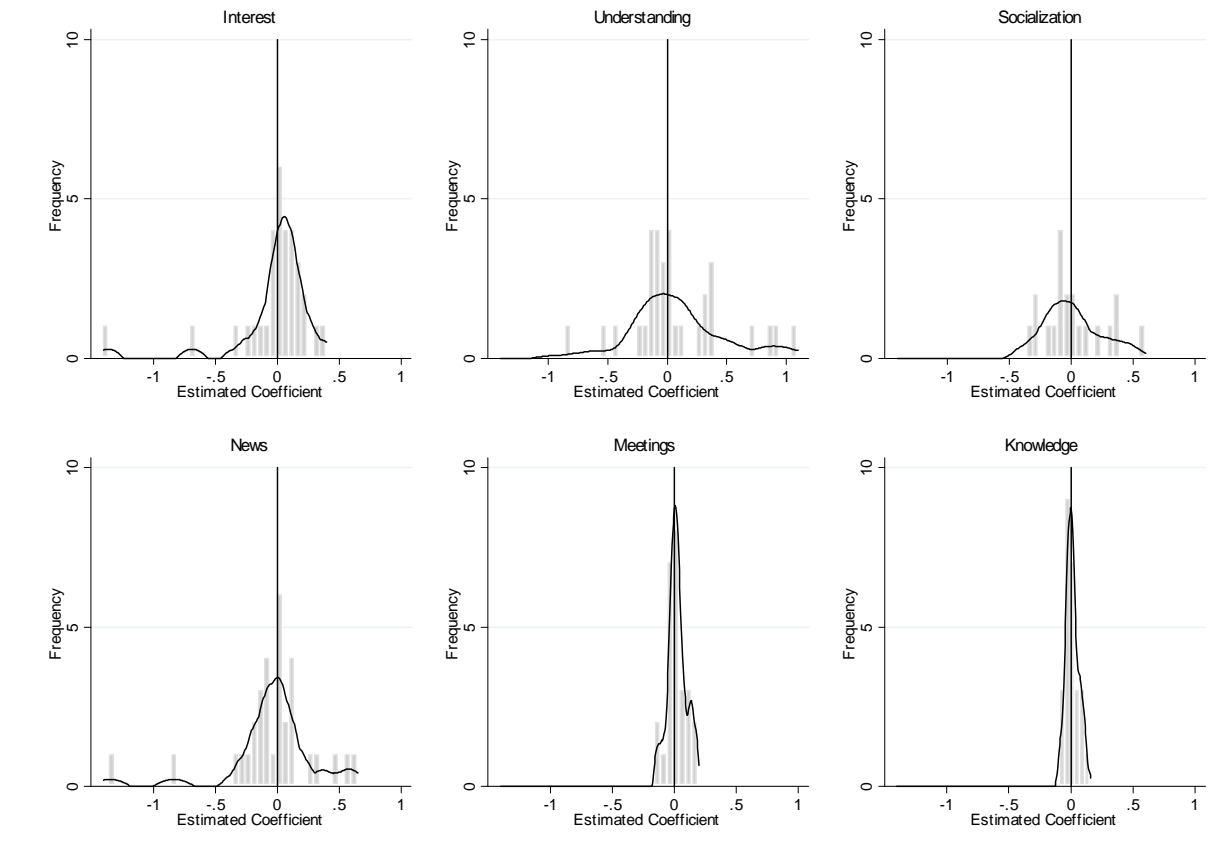 Interest
Understanding
Socialization
10
5
0
Frequency
-1 -.5 0 .5 1
Estimated Coefficient
10
5
0
Frequency
-1 -.5 0 .5 1
Estimated Coefficient
10
5
0
Frequency
-1 -.5 0 .5 1
Estimated Coefficient
News
Meetings
Knowledge
10
5
0
Frequency
-1 -.5 0 .5 1
Estimated Coefficient
10
5
0
Frequency
-1 -.5 0 .5 1
Estimated Coefficient
10
5
0
Frequency
-1 -.5 0 .5 1
Estimated Coefficient